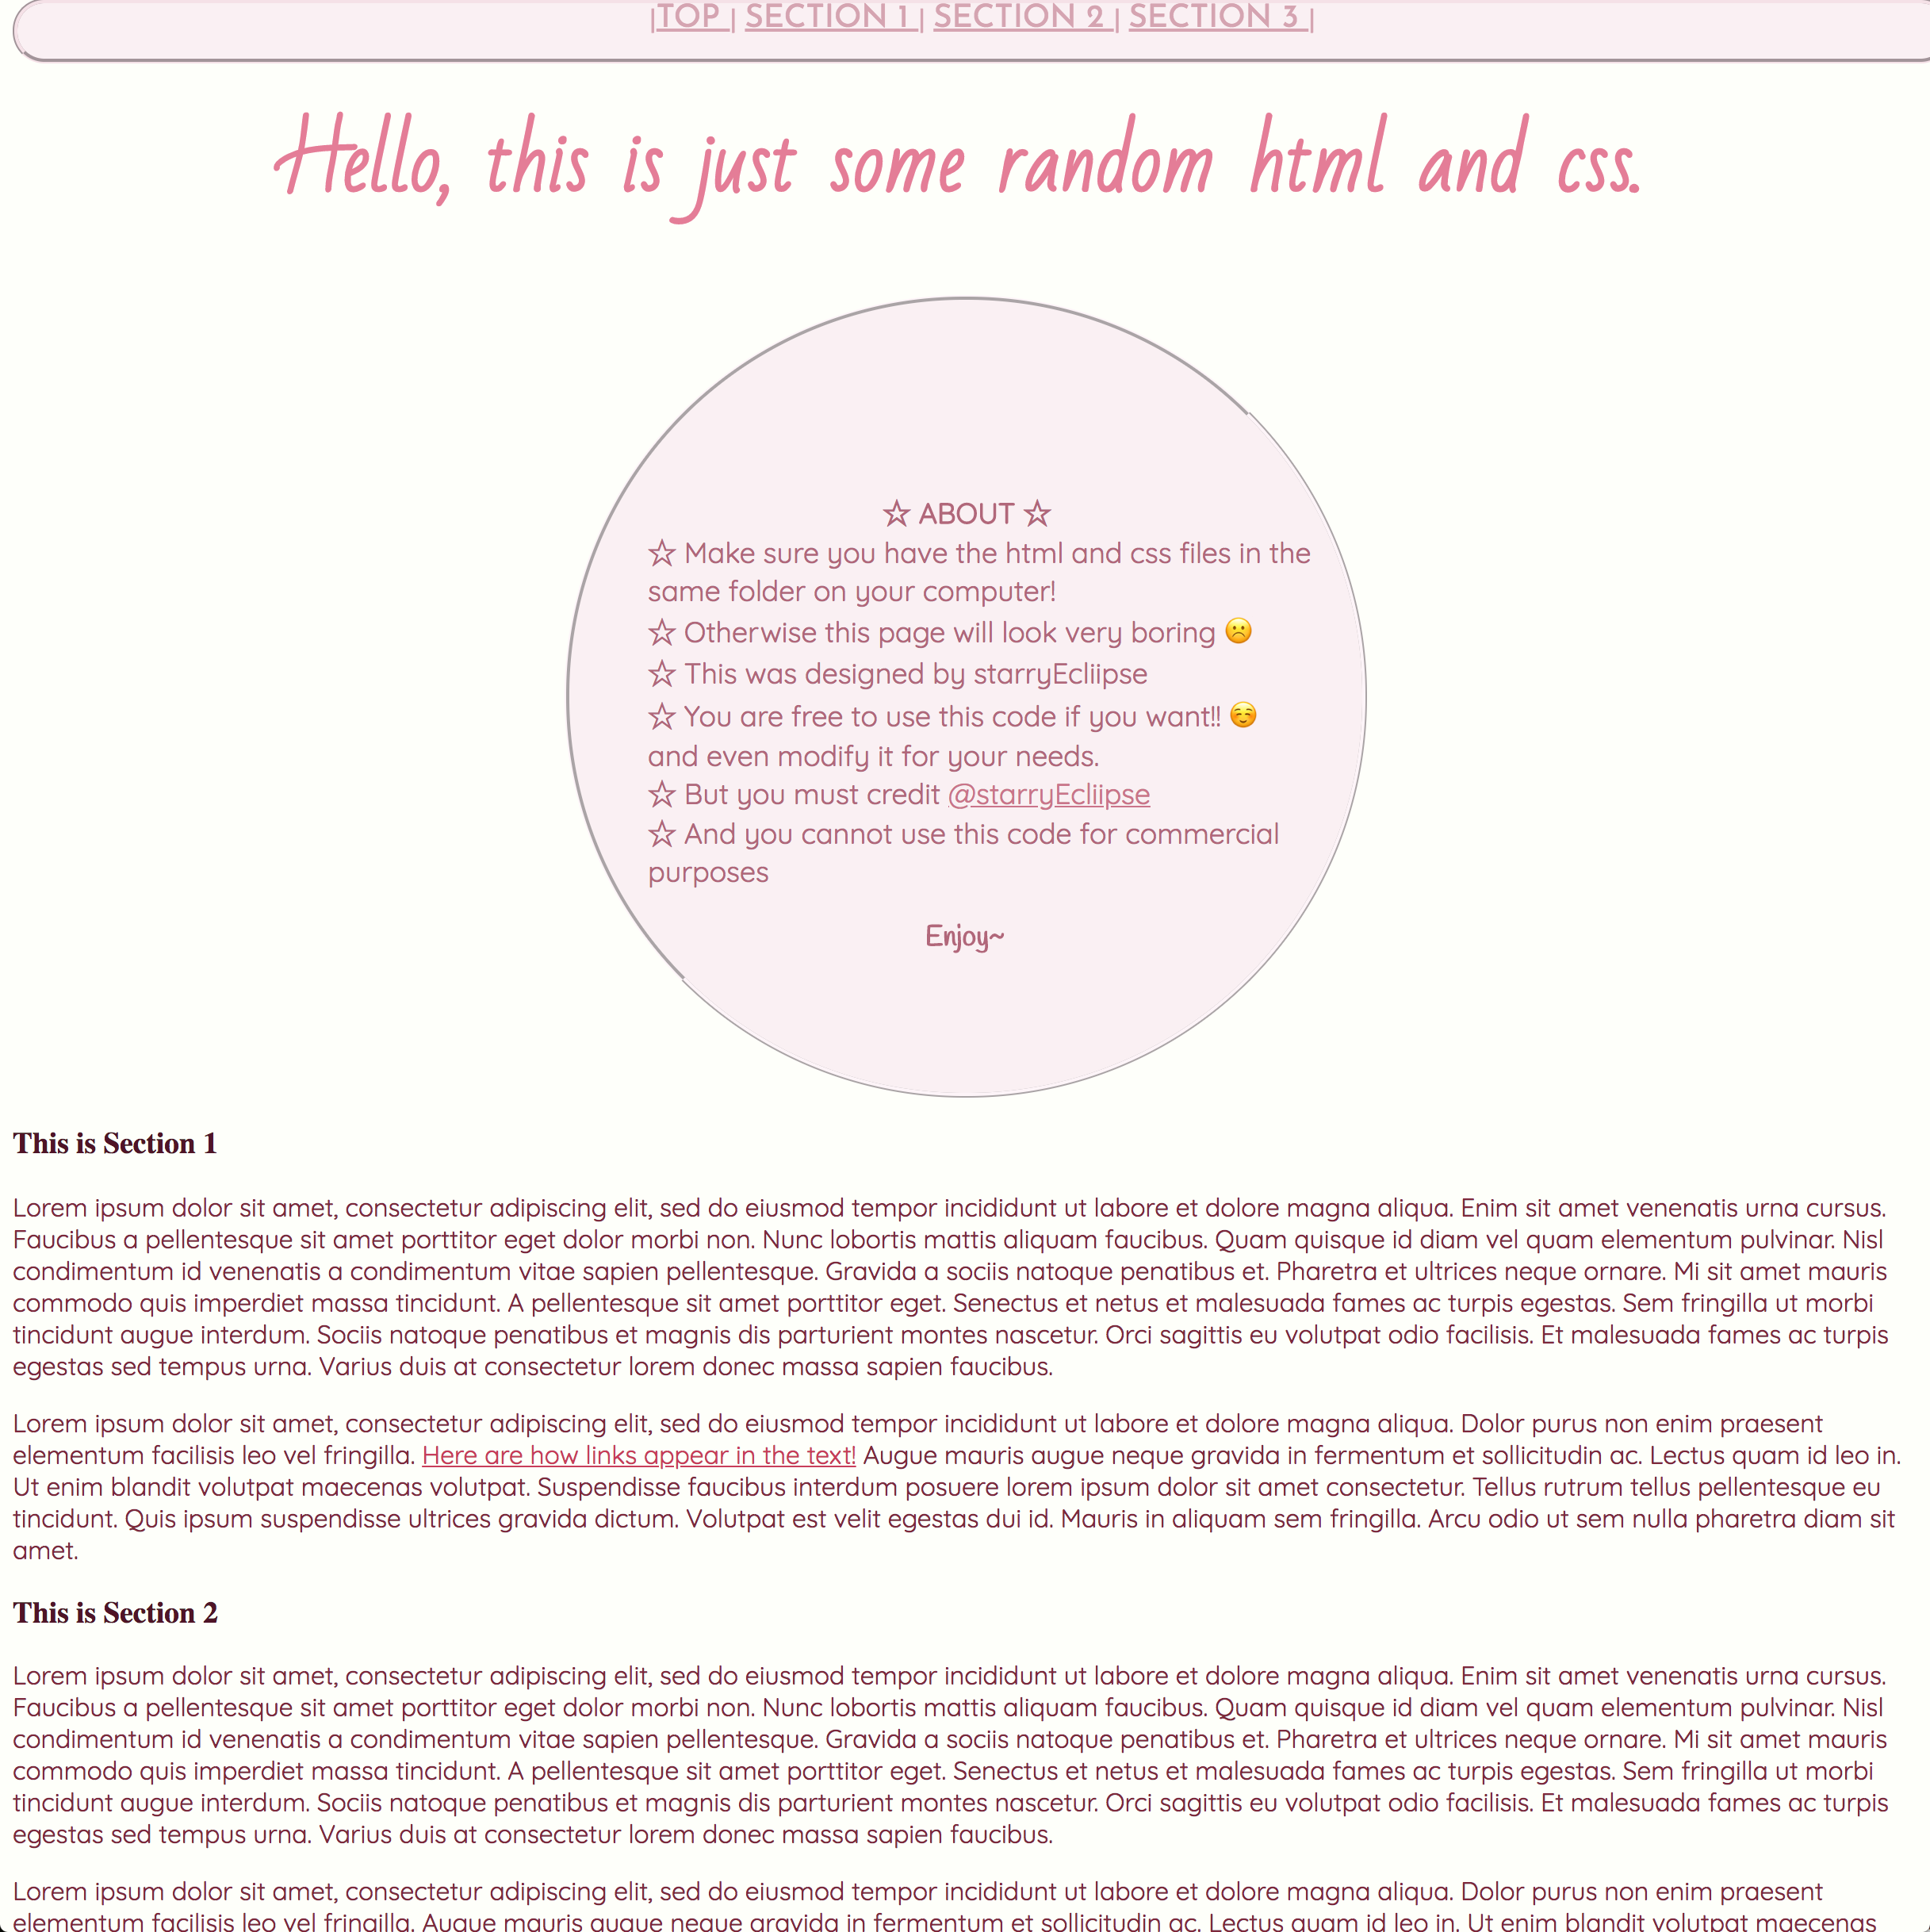 |TOP | SECTION 1 | SECTION 2 | SECTION 3 |
Hello, this is just some random html and css.
☆ ABOUT ☆
☆ Make sure you have the html and css files in the
same folder on your computer!
☆ Otherwise this page will look very boring ☹️
☆ This was designed by starryEcliipse
☆ You are free to use this code if you want!! ☺️
and even modify it for your needs.
☆ But you must credit @starryEcliipse
☆ And you cannot use this code for commercial
purposes
Enjoy~
This is Section 1
Lorem ipsum dolor sit amet, consectetur adipiscing elit, sed do eiusmod tempor incididunt ut labore et dolore magna aliqua. Enim sit amet venenatis urna cursus.
Faucibus a pellentesque sit amet porttitor eget dolor morbi non. Nunc lobortis mattis aliquam faucibus. Quam quisque id diam vel quam elementum pulvinar. Nisl
condimentum id venenatis a condimentum vitae sapien pellentesque. Gravida a sociis natoque penatibus et. Pharetra et ultrices neque ornare. Mi sit amet mauris
commodo quis imperdiet massa tincidunt. A pellentesque sit amet porttitor eget. Senectus et netus et malesuada fames ac turpis egestas. Sem fringilla ut morbi
tincidunt augue interdum. Sociis natoque penatibus et magnis dis parturient montes nascetur. Orci sagittis eu volutpat odio facilisis. Et malesuada fames ac turpis
egestas sed tempus urna. Varius duis at consectetur lorem donec massa sapien faucibus.
Lorem ipsum dolor sit amet, consectetur adipiscing elit, sed do eiusmod tempor incididunt ut labore et dolore magna aliqua. Dolor purus non enim praesent
elementum facilisis leo vel fringilla. Here are how links appear in the text! Augue mauris augue neque gravida in fermentum et sollicitudin ac. Lectus quam id leo in.
Ut enim blandit volutpat maecenas volutpat. Suspendisse faucibus interdum posuere lorem ipsum dolor sit amet consectetur. Tellus rutrum tellus pellentesque eu
tincidunt. Quis ipsum suspendisse ultrices gravida dictum. Volutpat est velit egestas dui id. Mauris in aliquam sem fringilla. Arcu odio ut sem nulla pharetra diam sit
amet.
This is Section 2
Lorem ipsum dolor sit amet, consectetur adipiscing elit, sed do eiusmod tempor incididunt ut labore et dolore magna aliqua. Enim sit amet venenatis urna cursus.
Faucibus a pellentesque sit amet porttitor eget dolor morbi non. Nunc lobortis mattis aliquam faucibus. Quam quisque id diam vel quam elementum pulvinar. Nisl
condimentum id venenatis a condimentum vitae sapien pellentesque. Gravida a sociis natoque penatibus et. Pharetra et ultrices neque ornare. Mi sit amet mauris
commodo quis imperdiet massa tincidunt. A pellentesque sit amet porttitor eget. Senectus et netus et malesuada fames ac turpis egestas. Sem fringilla ut morbi
tincidunt augue interdum. Sociis natoque penatibus et magnis dis parturient montes nascetur. Orci sagittis eu volutpat odio facilisis. Et malesuada fames ac turpis
egestas sed tempus urna. Varius duis at consectetur lorem donec massa sapien faucibus.
Lorem ipsum dolor sit amet, consectetur adipiscing elit, sed do eiusmod tempor incididunt ut labore et dolore magna aliqua. Dolor purus non enim praesent
elementum facilisis leo vel fringilla. Augue mauris augue neque gravida in fermentum et sollicitudin ac. Lectus quam id leo in. Ut enim blandit volutpat maecenas